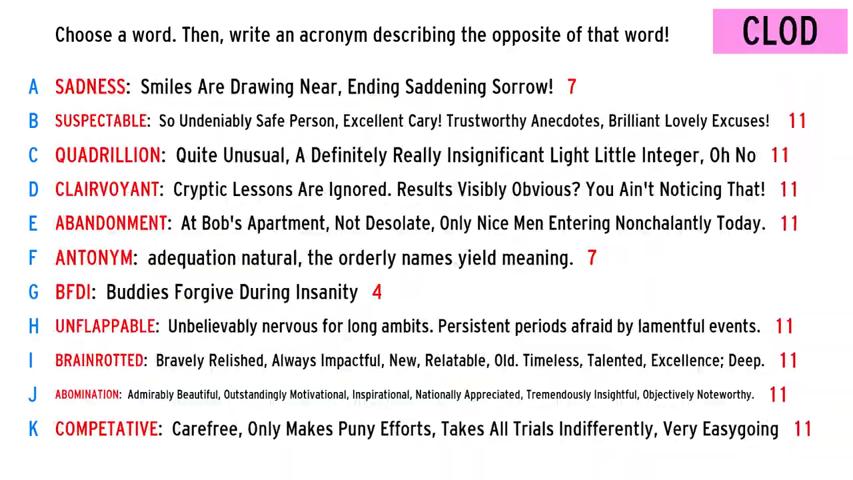 Choose a word. Then, write an acronym describing the opposite of that word!
CLOD
A SADNESS: Smiles Are Drawing Near, Ending Saddening Sorrow! 7
B SUSPECTABLE: So Undeniably Safe Person, Excellent Cary! Trustworthy Anecdotes, Brilliant Lovely Excuses! 11
C QUADRILLION: Quite Unusual, A Definitely Really Insignificant Light Little Integer, Oh No 11
D CLAIRVOYANT: Cryptic Lessons Are Ignored. Results Visibly Obvious? You Ain't Noticing That! 11
E ABANDONMENT: At Bob's Apartment, Not Desolate, Only Nice Men Entering Nonchalantly Today. 11
F ANTONYM: adequation natural, the orderly names yield meaning. 7
G BFDI: Buddies Forgive During Insanity 4
H UNFLAPPABLE: Unbelievably nervous for long ambits. Persistent periods afraid by lamentful events. 11
I BRAINROTTED: Bravely Relished, Always Impactful, New, Relatable, Old. Timeless, Talented, Excellence; Deep. 11
J ABOMINATION: Admirably Beautiful, Outstandingly Motivational, Inspirational, Nationally Appreciated, Tremendously Insightful, Objectively Noteworthy. 11
K COMPETATIVE: Carefree, Only Makes Puny Efforts, Takes All Trials Indifferently, Very Easygoing 11